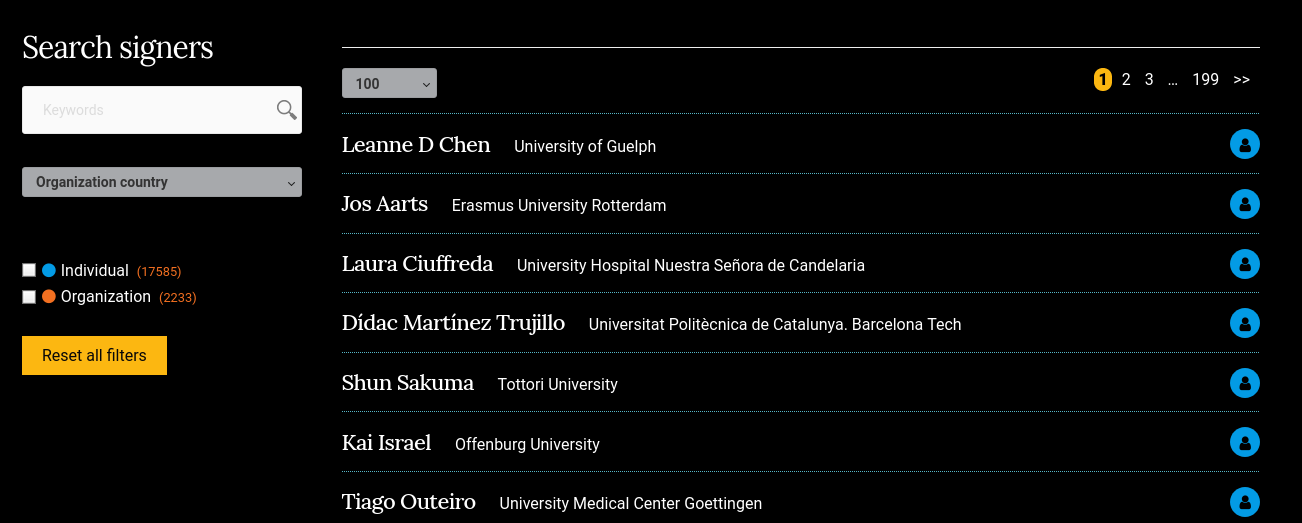 Search signers
Keywords
Organization country
Individual (17585)
Organization (2233)
Reset all filters
100
1 2 3 ... 199 >>
Leanne D Chen University of Guelph
Jos Aarts Erasmus University Rotterdam
Laura Ciuffreda University Hospital Nuestra Señora de Candelaria
Dídac Martínez Trujillo Universitat Politècnica de Catalunya. Barcelona Tech
Shun Sakuma Tottori University
Kai Israel Offenburg University
Tiago Outeiro University Medical Center Goettingen